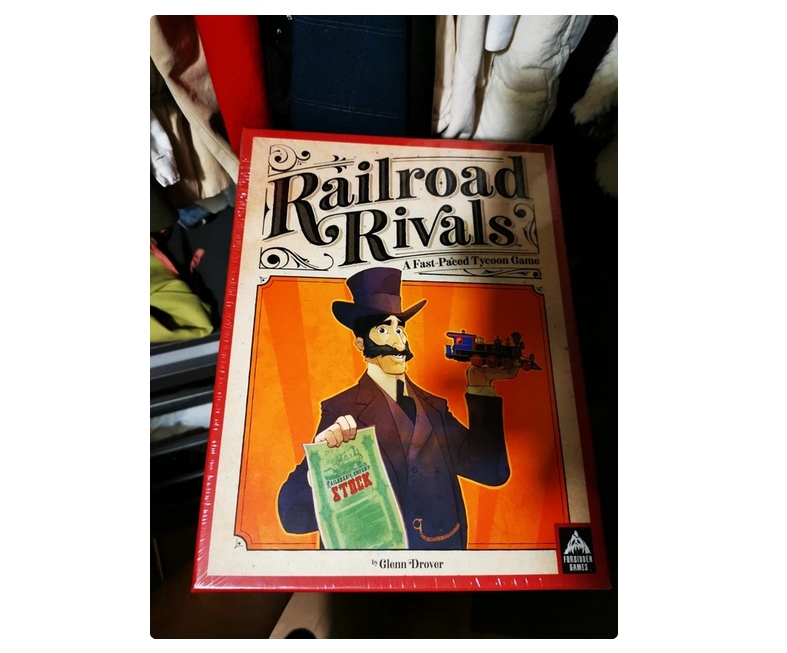 Railroad
Rivals
A Fast-Paced Tycoon Game
STOCK
by Glenn Drover
FORBIDDEN
GAMES